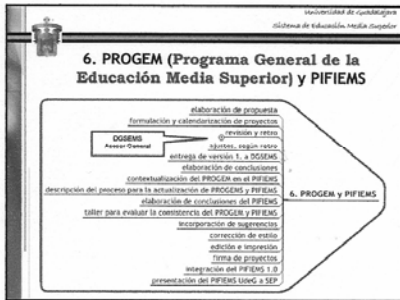 Universidad de Guadalajara
Sistema de Educación Media Superior
6. PROGEM (Programa General de la
Educación Media Superior) y PIFIEMS
elaboración de propuesta
formulación y calendarización de proyectos
DGSEMS
Asesor General
revisión y retro
ajustes, según retro
entrega de versión 1. a DGSEMS
elaboración de conclusiones
contextualización del PROGEM en el PIFIEMS
descripción del proceso para la actualización de PROGEMS y PIFIEMS
elaboración de conclusiones del PIFIEMS
taller para evaluar la consistencia del PROGEM y PIFIEMS
incorporación de sugerencias
corrección de estilo
edición e impresión
firma de proyectos
integración del PIFIEMS 1.0
presentación del PIFIEMS UdeG a SEP
6. PROGEM y PIFIEMS